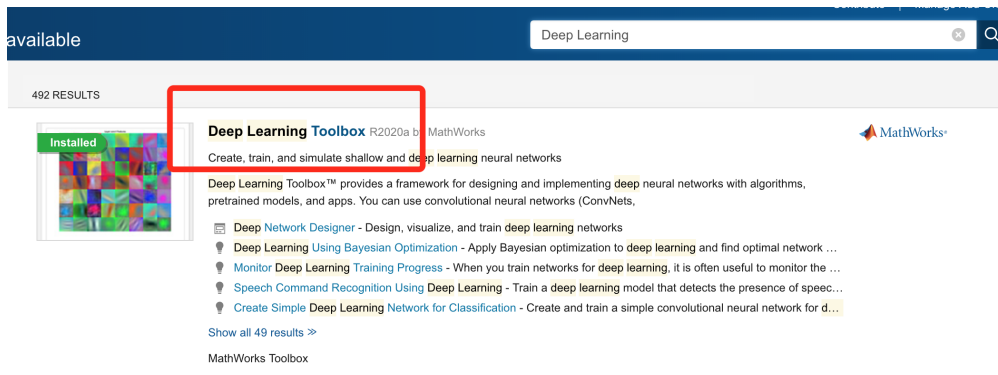 available
Deep Learning
492 RESULTS
Installed
Deep Learning Toolbox R2020a by MathWorks
MathWorks®
Create, train, and simulate shallow and deep learning neural networks
Deep Learning Toolbox™ provides a framework for designing and implementing deep neural networks with algorithms,
pretrained models, and apps. You can use convolutional neural networks (ConvNets,
Deep Network Designer - Design, visualize, and train deep learning networks
Deep Learning Using Bayesian Optimization - Apply Bayesian optimization to deep learning and find optimal network …
Monitor Deep Learning Training Progress - When you train networks for deep learning, it is often useful to monitor the …
Speech Command Recognition Using Deep Learning - Train a deep learning model that detects the presence of speec…
Create Simple Deep Learning Network for Classification - Create and train a simple convolutional neural network for d…
Show all 49 results ≫
MathWorks Toolbox